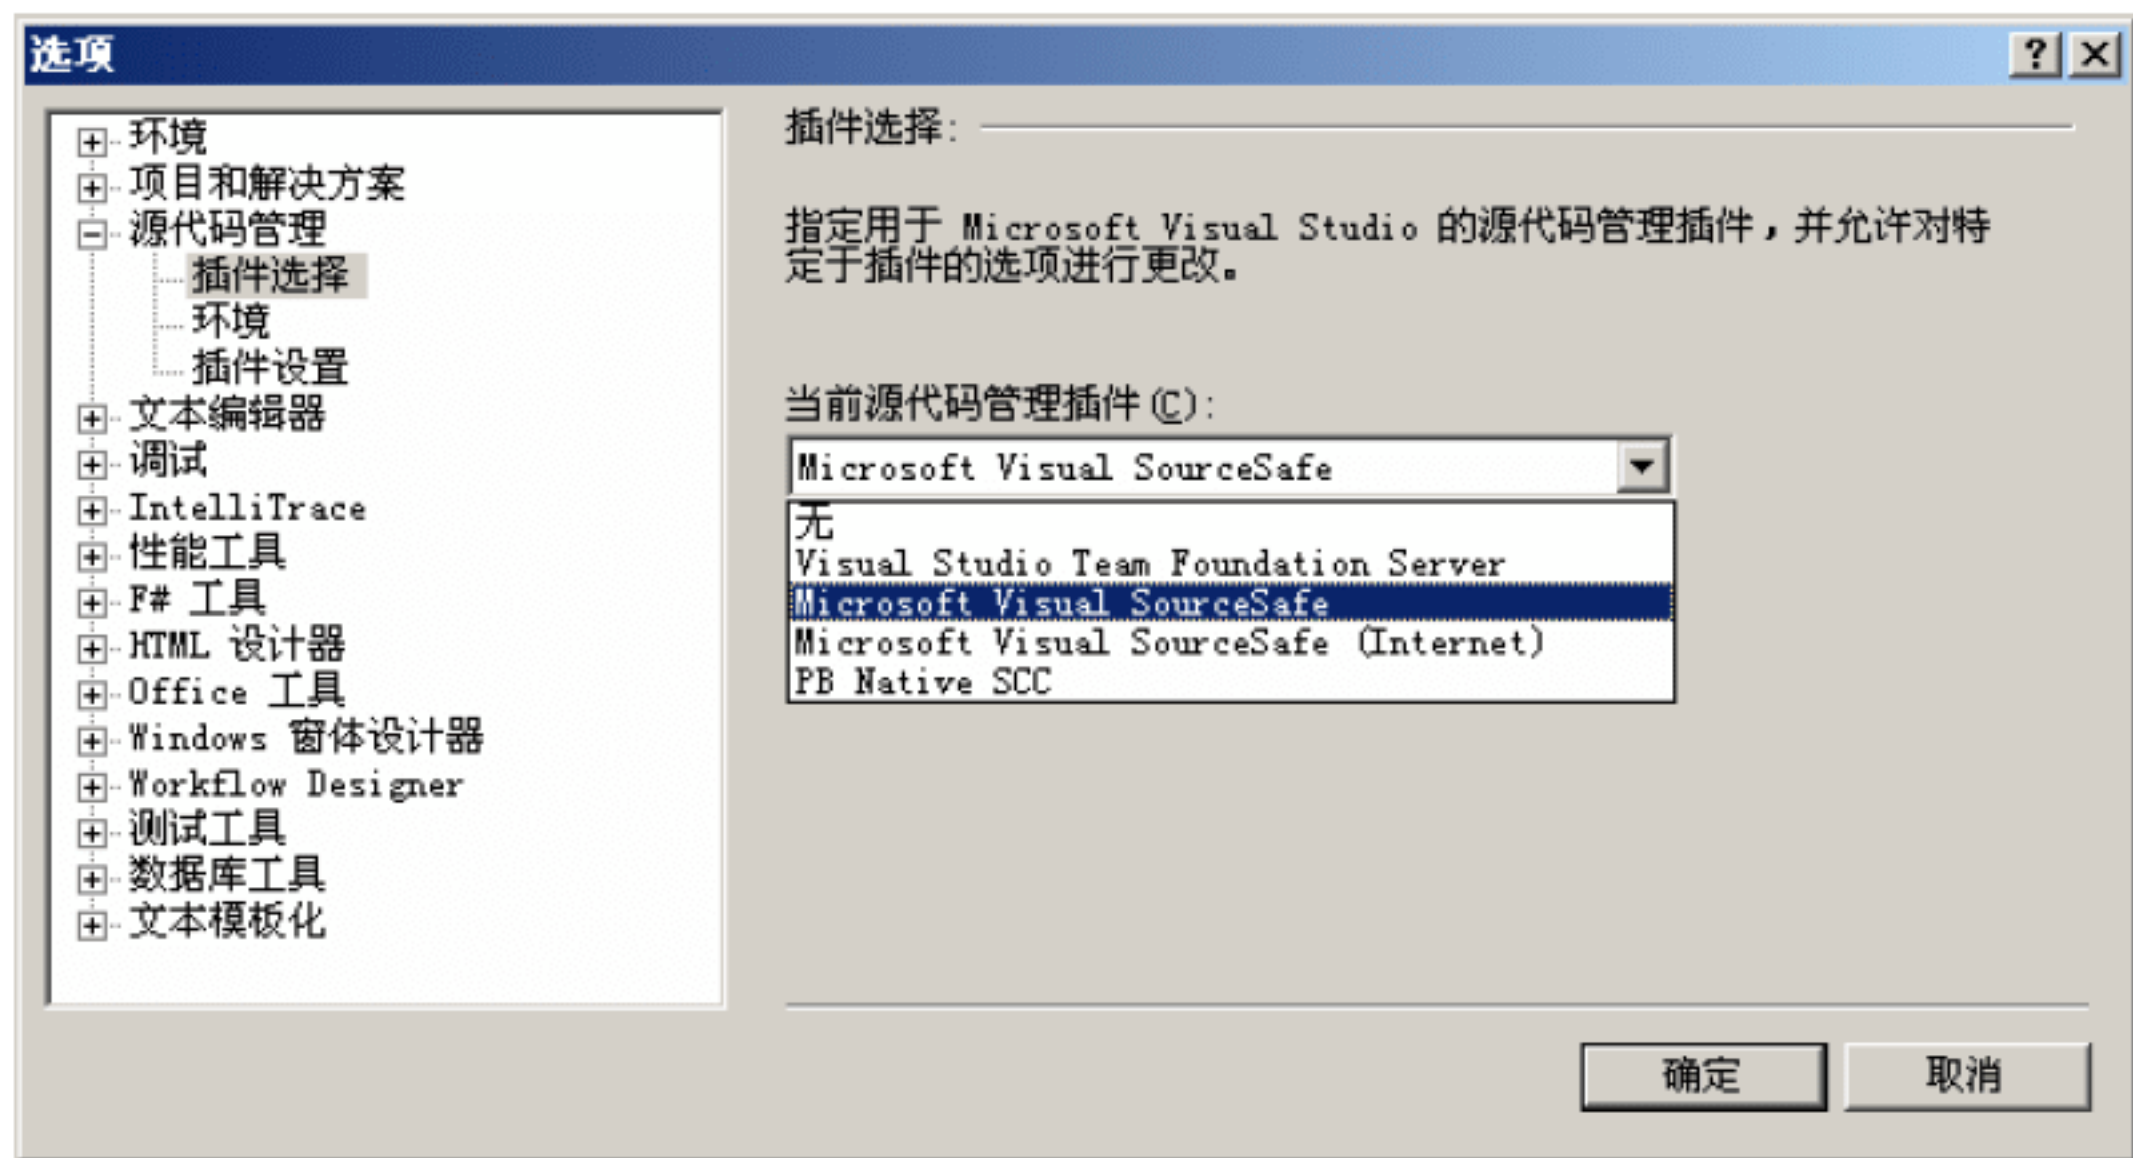 选项
环境
项目和解决方案
源代码管理
插件选择
环境
插件设置
文本编辑器
调试
IntelliTrace
性能工具
F# 工具
HTML 设计器
Office 工具
Windows 窗体设计器
Workflow Designer
测试工具
数据库工具
文本模板化
插件选择:
指定用于 Microsoft Visual Studio 的源代码管理插件，并允许对特
定于插件的选项进行更改。
当前源代码管理插件(C):
Microsoft Visual SourceSafe
无
Visual Studio Team Foundation Server
Microsoft Visual SourceSafe
Microsoft Visual SourceSafe (Internet)
PB Native SCC
确定
取消